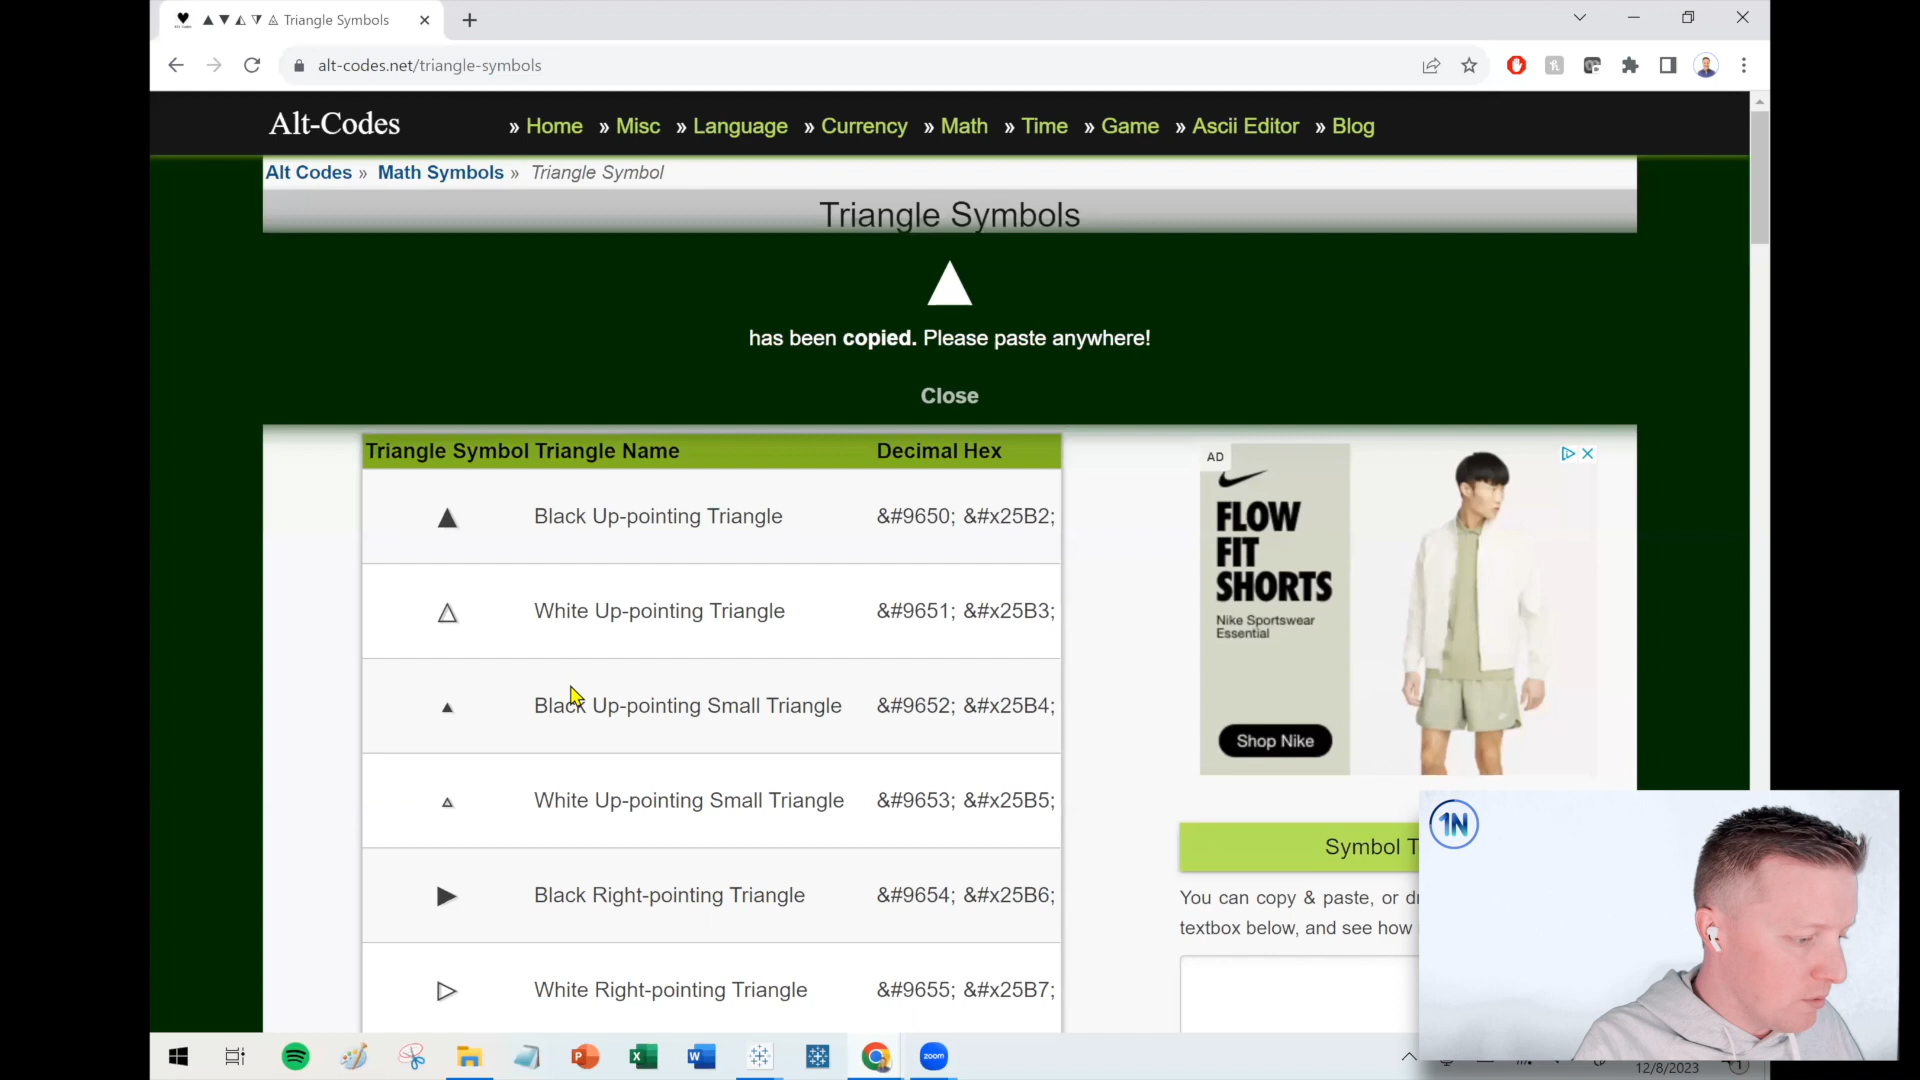 ▲ ▼ ◭ ⧩ ◬ Triangle Symbols
alt-codes.net/triangle-symbols
Alt-Codes » Home » Misc » Language » Currency » Math » Time » Game » Ascii Editor » Blog
Alt Codes » Math Symbols » Triangle Symbol
Triangle Symbols
▲
has been copied. Please paste anywhere!
Close
Triangle Symbol Triangle Name Decimal Hex
▲ Black Up-pointing Triangle &#9650; &#x25B2;
△ White Up-pointing Triangle &#9651; &#x25B3;
▴ Black Up-pointing Small Triangle &#9652; &#x25B4;
▵ White Up-pointing Small Triangle &#9653; &#x25B5;
▶ Black Right-pointing Triangle &#9654; &#x25B6;
▷ White Right-pointing Triangle &#9655; &#x25B7;
AD
FLOW
FIT
SHORTS
Nike Sportswear
Essential
Shop Nike
Symbol T
You can copy & paste, or dr
textbox below, and see how
1N
zoom
12/8/2023